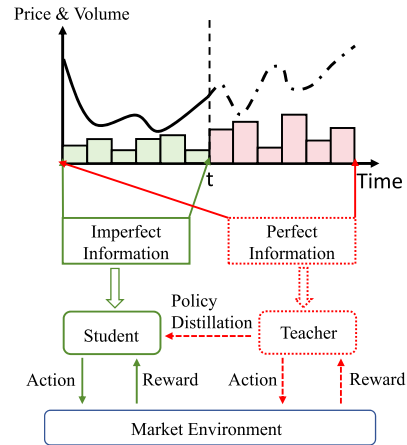 Price & Volume
t
Time
Imperfect
Information
Perfect
Information
Policy
Distillation
Student
Teacher
Action
Reward
Action
Reward
Market Environment